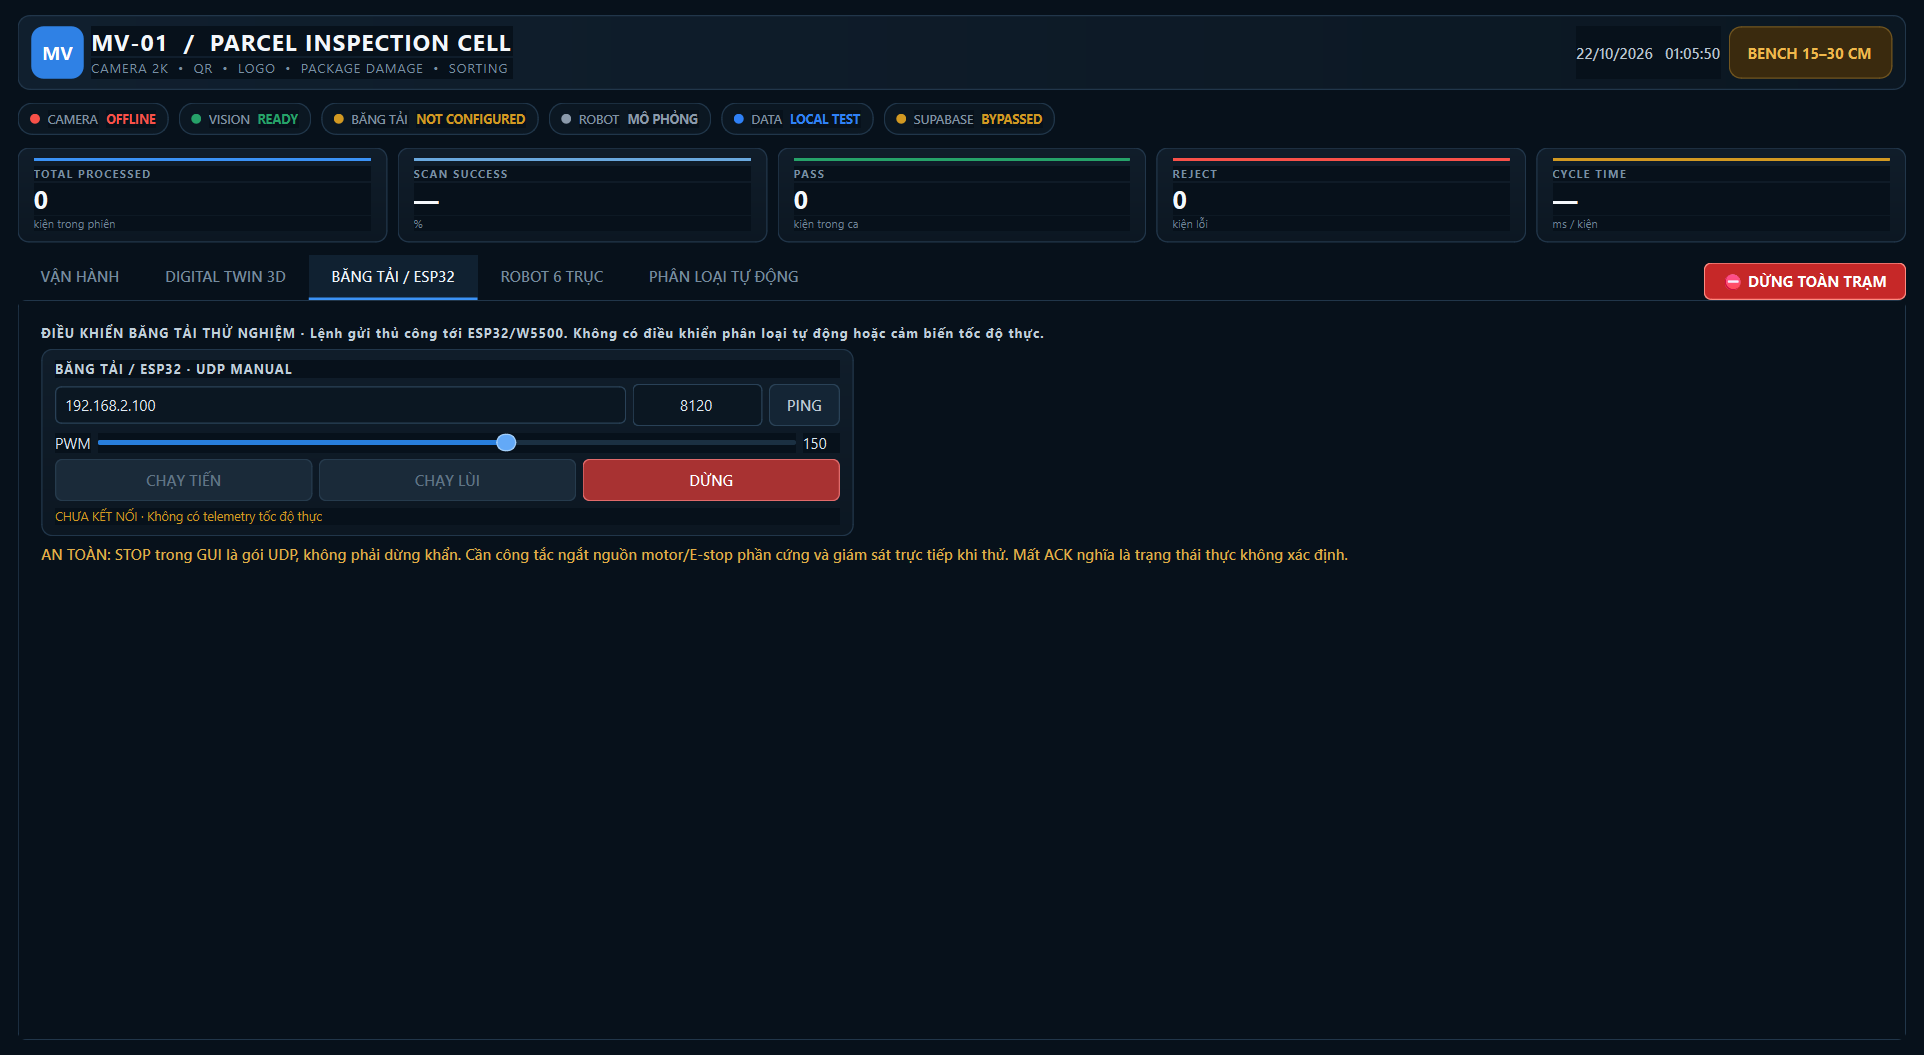 MV
MV-01 / PARCEL INSPECTION CELL
CAMERA 2K • QR • LOGO • PACKAGE DAMAGE • SORTING
22/10/2026 01:05:50
BENCH 15–30 CM
CAMERA OFFLINE
VISION READY
BĂNG TẢI NOT CONFIGURED
ROBOT MÔ PHỎNG
DATA LOCAL TEST
SUPABASE BYPASSED
TOTAL PROCESSED
0
kiện trong phiên
SCAN SUCCESS
—
%
PASS
0
kiện trong ca
REJECT
0
kiện lỗi
CYCLE TIME
—
ms / kiện
VẬN HÀNH
DIGITAL TWIN 3D
BĂNG TẢI / ESP32
ROBOT 6 TRỤC
PHÂN LOẠI TỰ ĐỘNG
DỪNG TOÀN TRẠM
ĐIỀU KHIỂN BĂNG TẢI THỬ NGHIỆM · Lệnh gửi thủ công tới ESP32/W5500. Không có điều khiển phân loại tự động hoặc cảm biến tốc độ thực.
BĂNG TẢI / ESP32 · UDP MANUAL
192.168.2.100
8120
PING
PWM
150
CHẠY TIẾN
CHẠY LÙI
DỪNG
CHƯA KẾT NỐI · Không có telemetry tốc độ thực
AN TOÀN: STOP trong GUI là gói UDP, không phải dừng khẩn. Cần công tắc ngắt nguồn motor/E-stop phần cứng và giám sát trực tiếp khi thử. Mất ACK nghĩa là trạng thái thực không xác định.